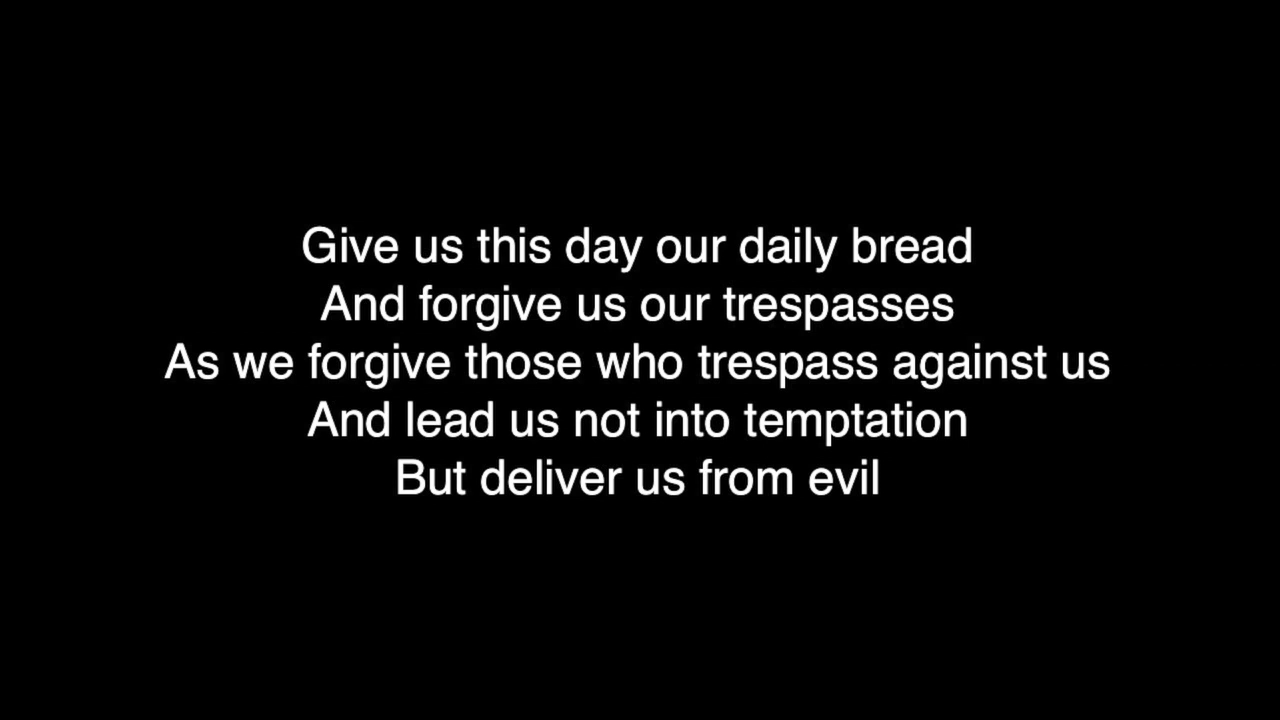 Give us this day our daily bread
And forgive us our trespasses
As we forgive those who trespass against us
And lead us not into temptation
But deliver us from evil